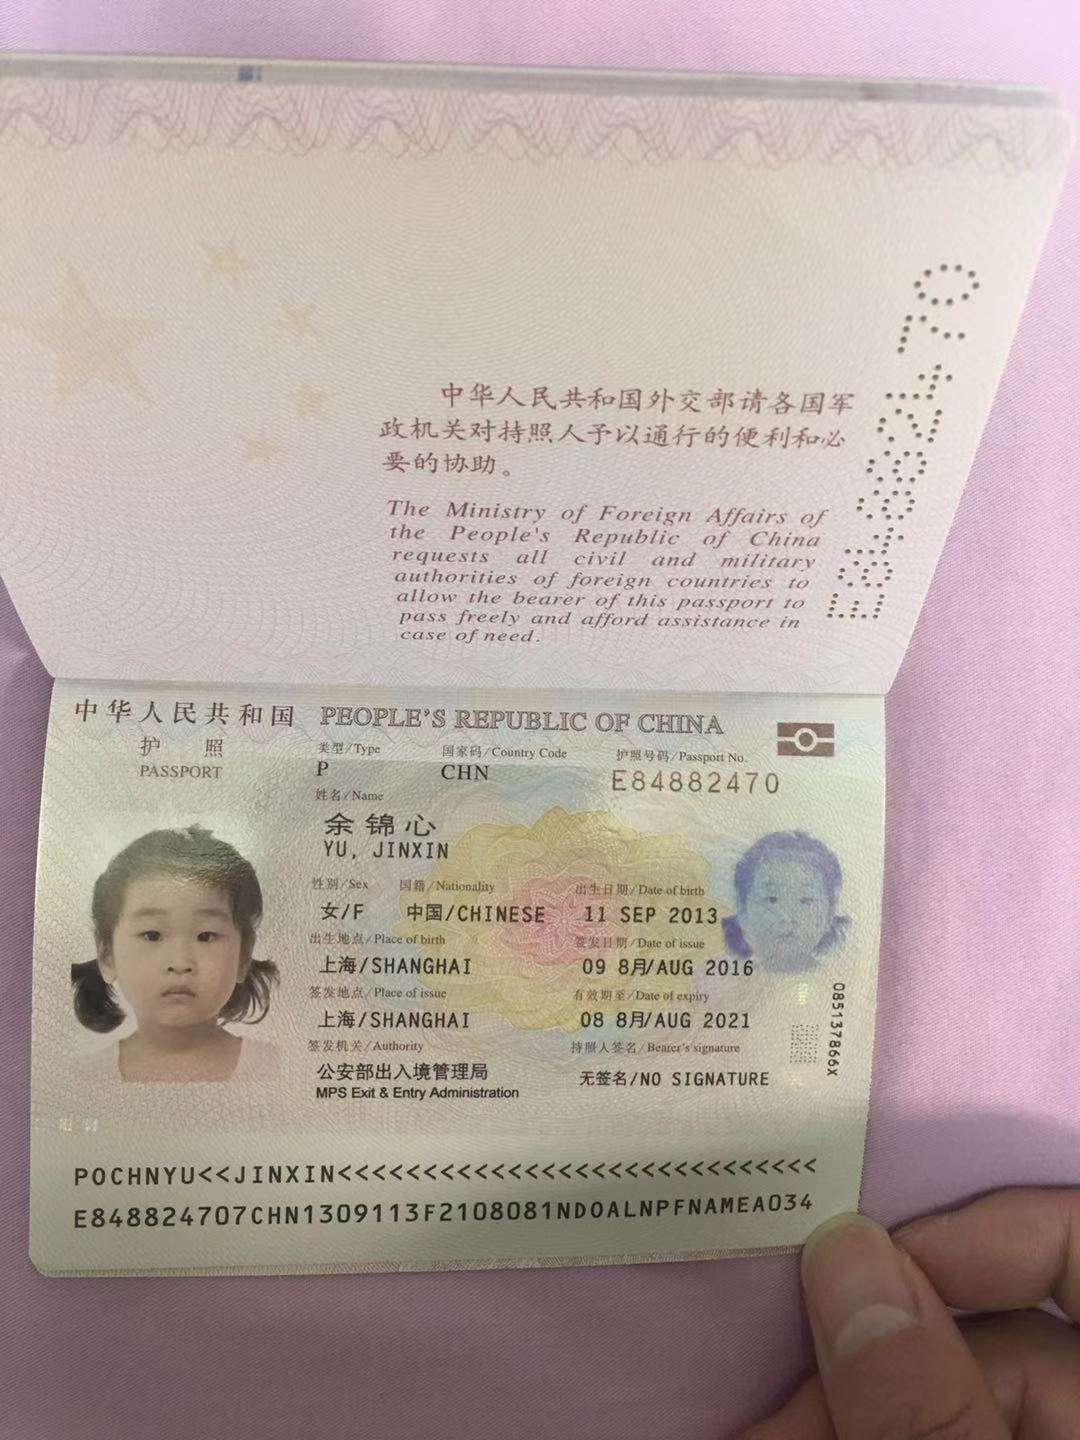 中华人民共和国外交部请各国军
政机关对持照人予以通行的便利和必
要的协助。
The Ministry of Foreign Affairs of
the People's Republic of China
requests all civil and military
authorities of foreign countries to
allow the bearer of this passport to
pass freely and afford assistance in
case of need.
E84882470
中华人民共和国 PEOPLE'S REPUBLIC OF CHINA
护照
PASSPORT
类型/Type 国家码/Country Code 护照号码/Passport No.
P CHN E84882470
姓名/Name
余锦心
YU, JINXIN
性别/Sex 国籍/Nationality 出生日期/Date of birth
女/F 中国/CHINESE 11 SEP 2013
出生地点/Place of birth 签发日期/Date of issue
上海/SHANGHAI 09 8月/AUG 2016
签发地点/Place of issue 有效期至/Date of expiry
上海/SHANGHAI 08 8月/AUG 2021
签发机关/Authority 持照人签名/Bearer's signature
公安部出入境管理局 无签名/NO SIGNATURE
MPS Exit & Entry Administration
085137866X
POCHNYU<<JINXIN<<<<<<<<<<<<<<<<<<<<<<<<<<<<<
E848824707CHN1309113F2108081NDOALNPFNAMEA034